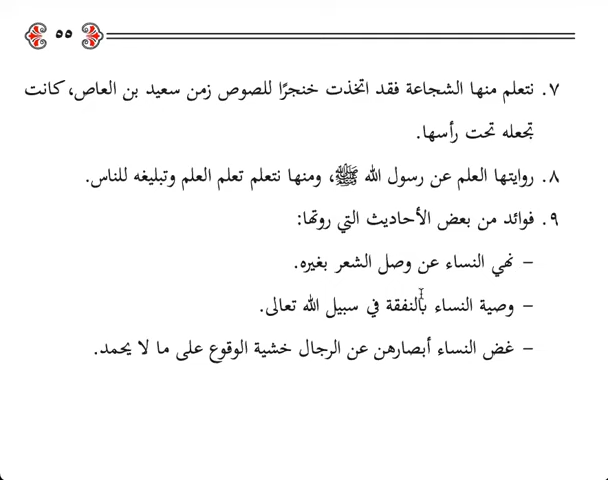 ٥٥
٧. نتعلم منها الشجاعة فقد اتخذت خنجرًا للصوص زمن سعيد بن العاص، كانت
تجعله تحت رأسها.
٨. روايتها العلم عن رسول الله ﷺ، ومنها نتعلم تعلم العلم وتبليغه للناس.
٩. فوائد من بعض الأحاديث التي روتها:
– نهي النساء عن وصل الشعر بغيره.
– وصية النساء بالنفقة في سبيل الله تعالى.
– غض النساء أبصارهن عن الرجال خشية الوقوع على ما لا يحمد.